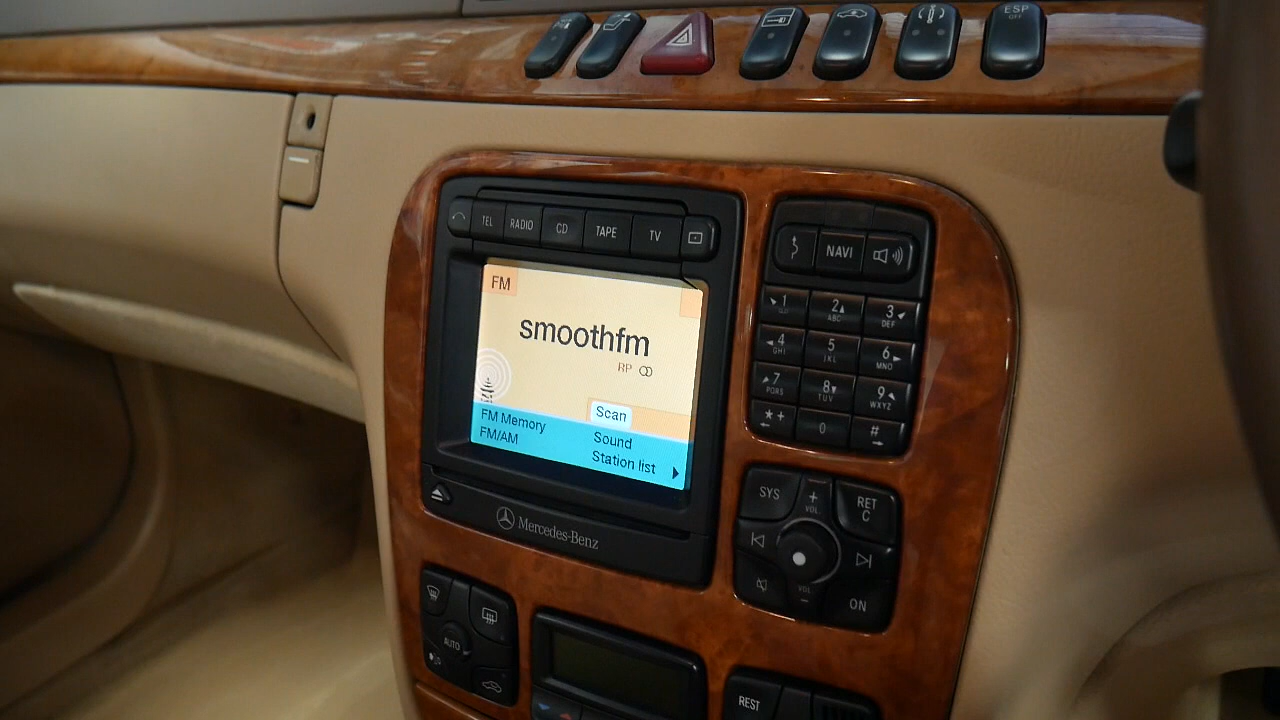 ESP
OFF
TEL
RADIO
CD
TAPE
TV
NAVI
FM
smoothfm
RP
Scan
FM Memory
Sound
FM/AM
Station list
Mercedes-Benz
1
2
ABC
3
DEF
4
GHI
5
JKL
6
MNO
7
PQRS
8
TUV
9
WXYZ
*+
0
#
SYS
+
VOL
RET
C
VOL
−
ON
AUTO
REST